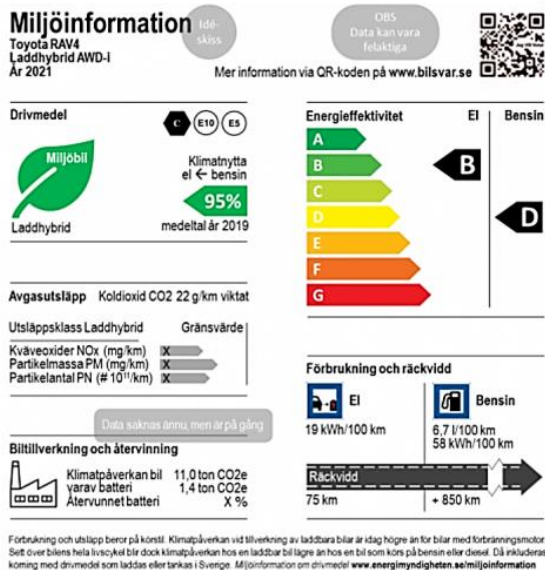 Miljöinformation
Idé-
skiss
OBS
Data kan vara
felaktiga
Toyota RAV4
Laddhybrid AWD-i
År 2021
Mer information via QR-koden på www.bilsvar.se
Drivmedel
C E10 E5
Miljöbil
Laddhybrid
Klimatnytta
el ← bensin
95%
medeltal år 2019
Energieffektivitet El Bensin
A
B B
C
D D
E
F
G
Avgasutsläpp Koldioxid CO2 22 g/km viktat
Utsläppsklass Laddhybrid Gränsvärde
Kväveoxider NOx (mg/km) X
Partikelmassa PM (mg/km) X
Partikelantal PN (# 10¹¹/km) X
Data saknas ännu, men är på gång
Biltillverkning och återvinning
Klimatpåverkan bil 11,0 ton CO2e
varav batteri 1,4 ton CO2e
Återvunnet batteri X %
Förbrukning och räckvidd
El Bensin
19 kWh/100 km 6,7 l/100 km
58 kWh/100 km
Räckvidd
75 km + 850 km
Förbrukning och utsläpp beror på körstil. Klimatpåverkan vid tillverkning av laddbara bilar är idag högre än för bilar med förbränningsmotor.
Sett över bilens hela livscykel blir dock klimatpåverkan hos en laddbar bil lägre än hos en bil som körs på bensin eller diesel. Då inkluderas
körning med drivmedel som laddas eller tankas i Sverige. Miljöinformation om drivmedel www.energimyndigheten.se/miljoinformation